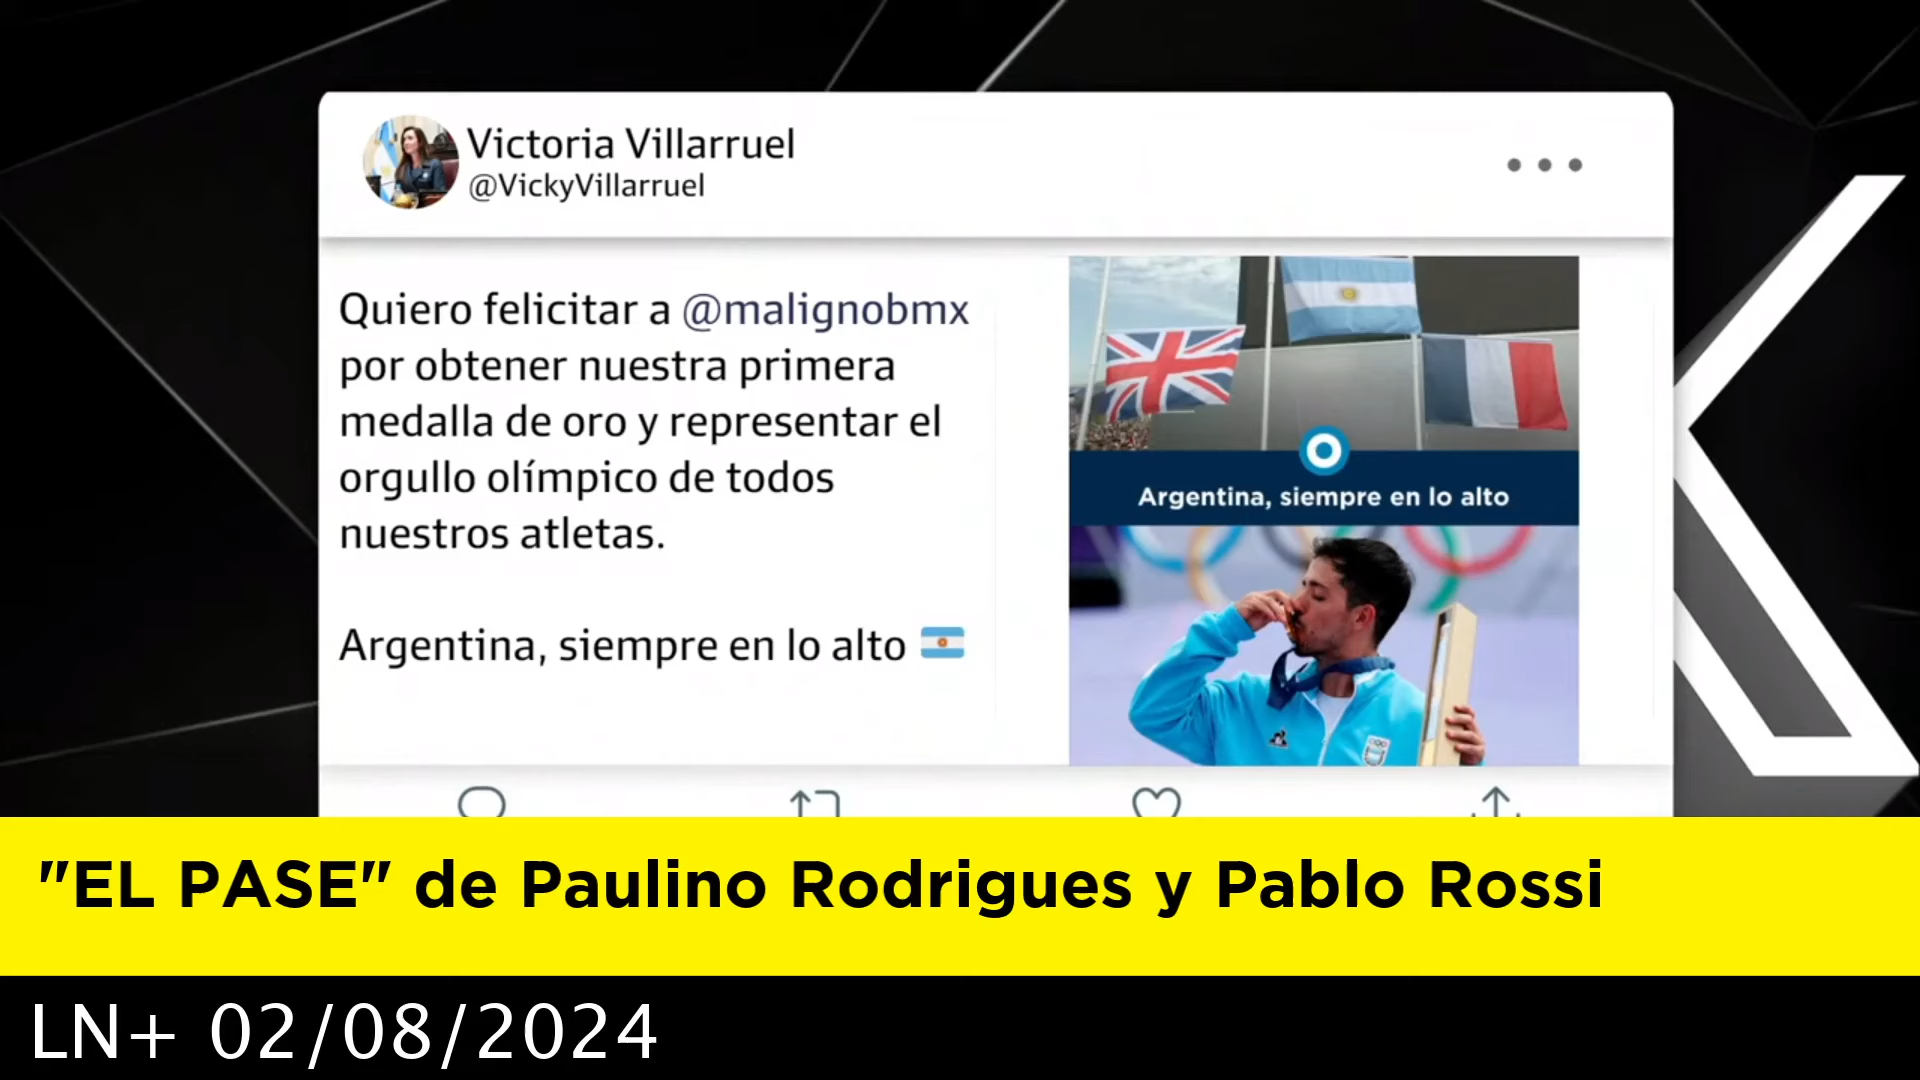 Victoria Villarruel
@VickyVillarruel
Quiero felicitar a @malignobmx
por obtener nuestra primera
medalla de oro y representar el
orgullo olímpico de todos
nuestros atletas.
Argentina, siempre en lo alto
Argentina, siempre en lo alto
"EL PASE" de Paulino Rodrigues y Pablo Rossi
LN+ 02/08/2024